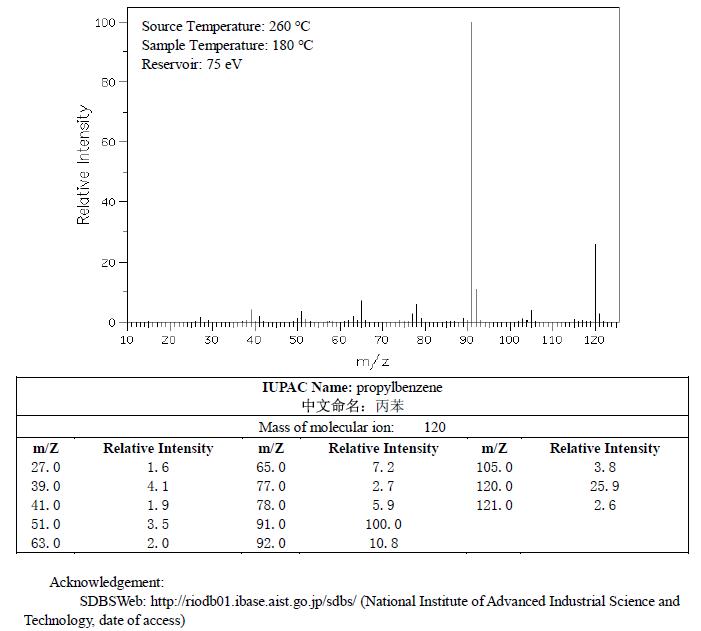 Source Temperature: 260 °C
Sample Temperature: 180 °C
Reservoir: 75 eV
Relative Intensity
100
80
60
40
20
0
10 20 30 40 50 60 70 80 90 100 110 120
m/z
IUPAC Name: propylbenzene
中文命名：丙苯
Mass of molecular ion: 120
m/Z Relative Intensity m/Z Relative Intensity m/Z Relative Intensity
27.0 1.6 65.0 7.2 105.0 3.8
39.0 4.1 77.0 2.7 120.0 25.9
41.0 1.9 78.0 5.9 121.0 2.6
51.0 3.5 91.0 100.0
63.0 2.0 92.0 10.8
Acknowledgement:
SDBSWeb: http://riodb01.ibase.aist.go.jp/sdbs/ (National Institute of Advanced Industrial Science and
Technology, date of access)